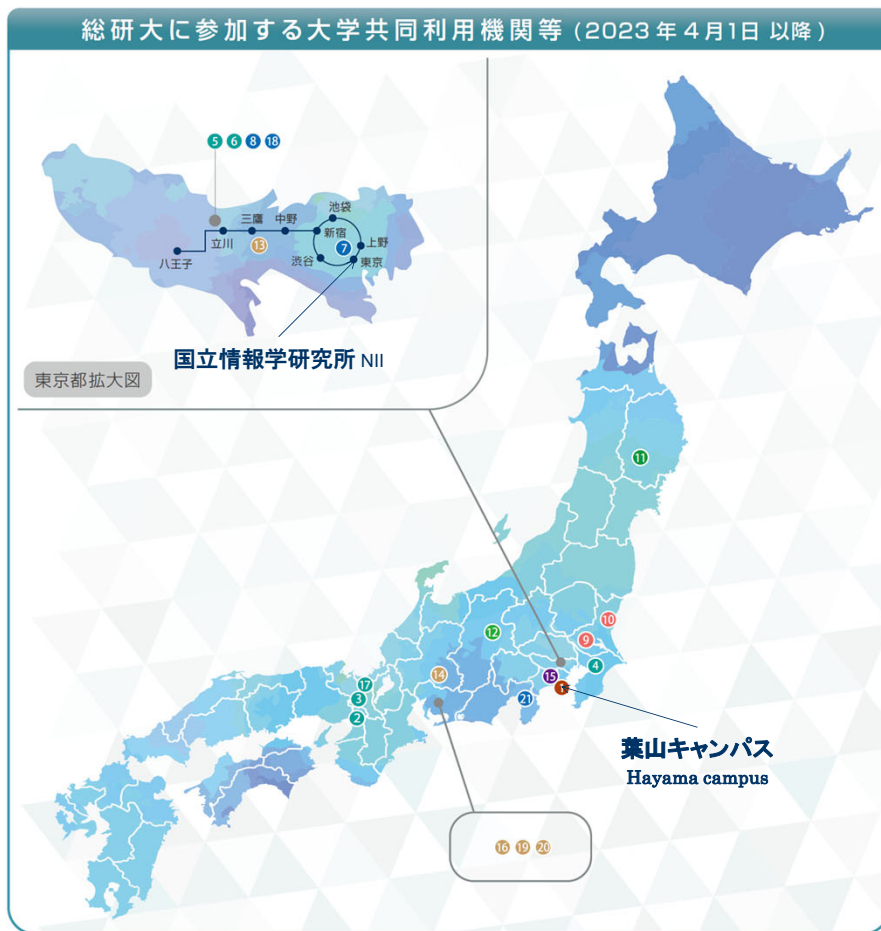 総研大に参加する大学共同利用機関等 (2023 年 4 月1日 以降)
5 6 8 18
池袋
三鷹 中野
新宿
立川
13
7
上野
八王子
渋谷
東京
国立情報学研究所 NII
東京都拡大図
11
10
12
9
4
14
17
15
1
3
21
2
葉山キャンパス
Hayama campus
16 19 20